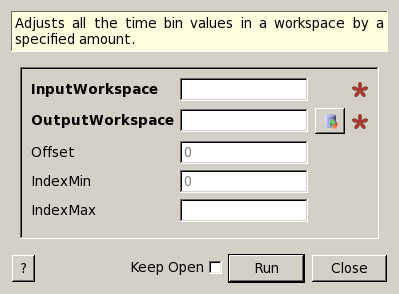 Adjusts all the time bin values in a workspace by a
specified amount.
InputWorkspace *
OutputWorkspace *
Offset 0
IndexMin 0
IndexMax
? Keep Open Run Close